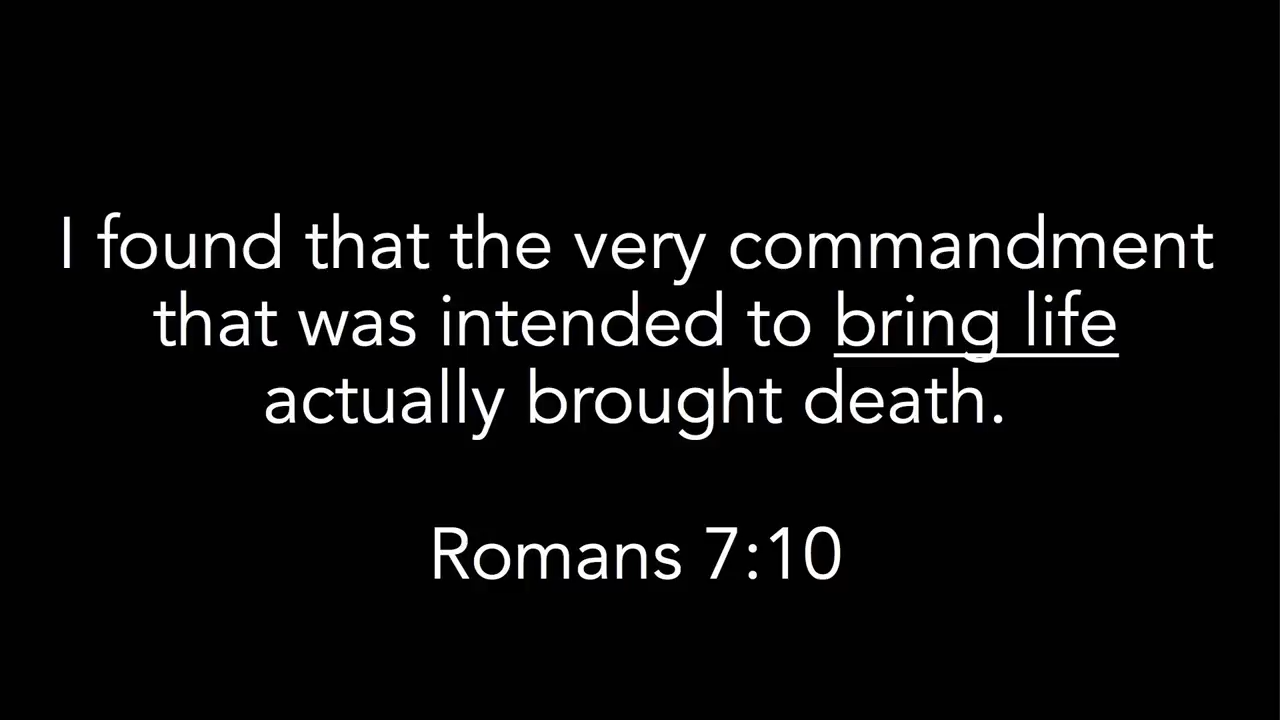 I found that the very commandment
that was intended to bring life
actually brought death.
Romans 7:10